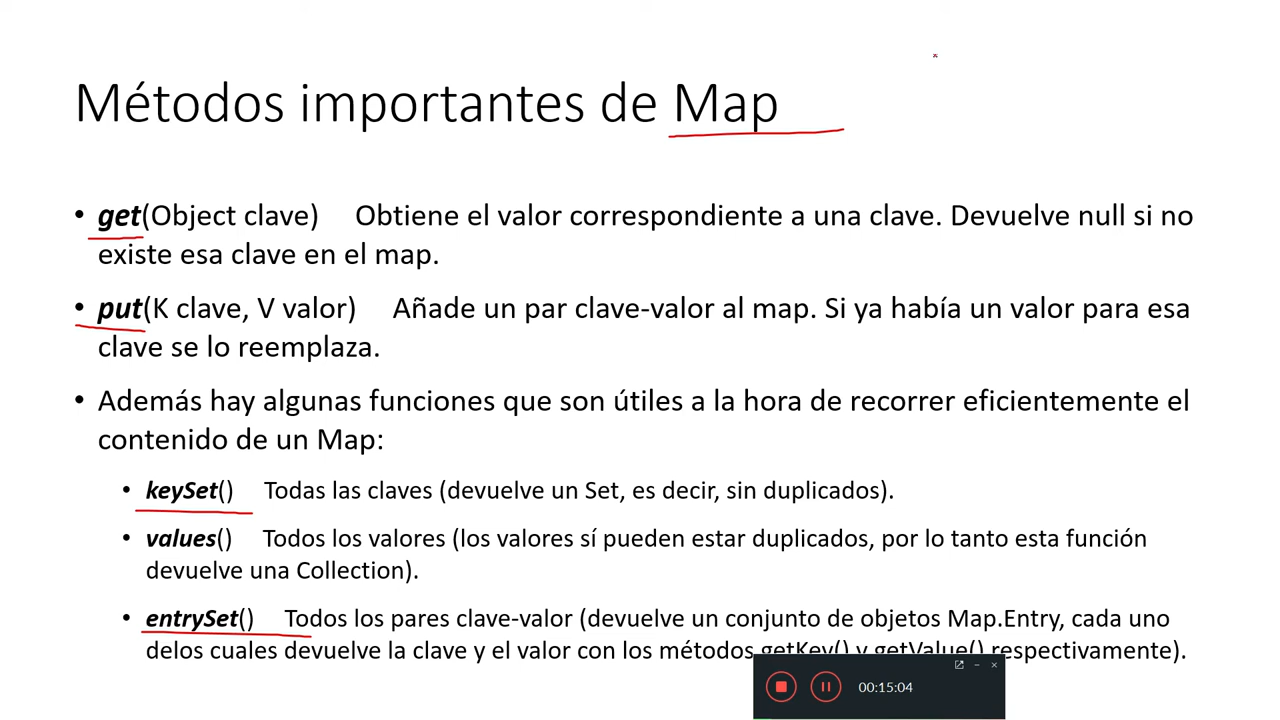 Métodos importantes de Map
• get(Object clave) Obtiene el valor correspondiente a una clave. Devuelve null si no
existe esa clave en el map.
• put(K clave, V valor) Añade un par clave-valor al map. Si ya había un valor para esa
clave se lo reemplaza.
• Además hay algunas funciones que son útiles a la hora de recorrer eficientemente el
contenido de un Map:
• keySet() Todas las claves (devuelve un Set, es decir, sin duplicados).
• values() Todos los valores (los valores sí pueden estar duplicados, por lo tanto esta función
devuelve una Collection).
• entrySet() Todos los pares clave-valor (devuelve un conjunto de objetos Map.Entry, cada uno
delos cuales devuelve la clave y el valor con los métodos getKey() y getValue() respectivamente).
00:15:04